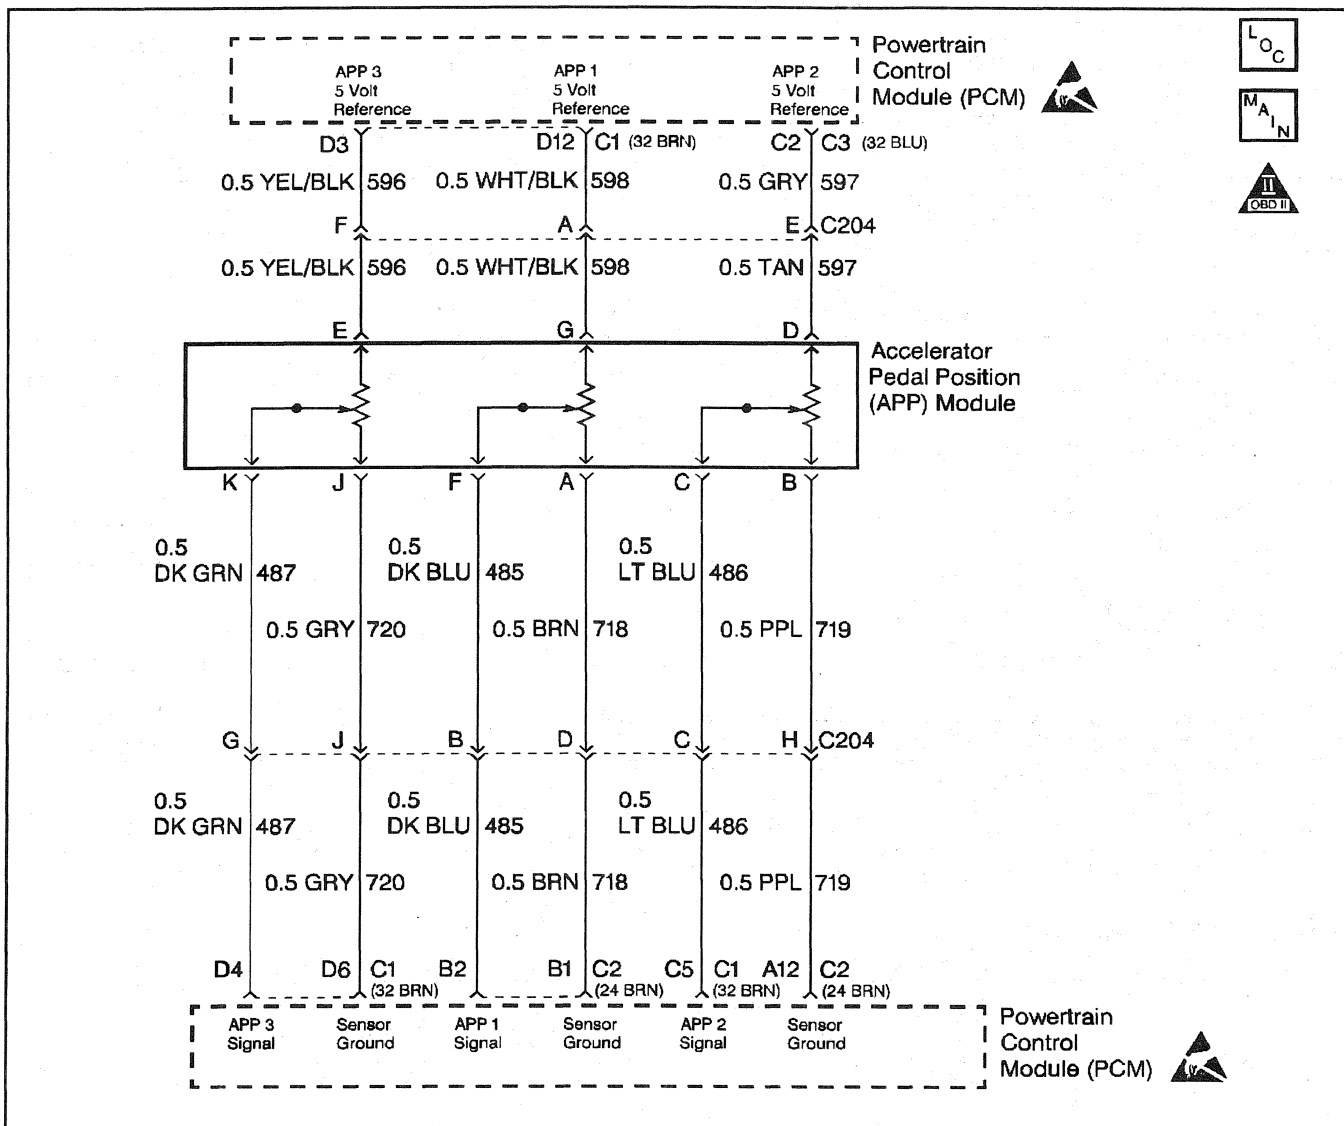 Powertrain
Control
Module (PCM)
L O C
M A I N
II
OBD II
APP 3
5 Volt
Reference
APP 1
5 Volt
Reference
APP 2
5 Volt
Reference
D3 D12 C1 (32 BRN) C2 C3 (32 BLU)
0.5 YEL/BLK 596 0.5 WHT/BLK 598 0.5 GRY 597
F A E C204
0.5 YEL/BLK 596 0.5 WHT/BLK 598 0.5 TAN 597
E G D
Accelerator
Pedal Position
(APP) Module
K J F A C B
0.5 0.5 0.5
DK GRN 487 DK BLU 485 LT BLU 486
0.5 GRY 720 0.5 BRN 718 0.5 PPL 719
G J B D C H C204
0.5 0.5 0.5
DK GRN 487 DK BLU 485 LT BLU 486
0.5 GRY 720 0.5 BRN 718 0.5 PPL 719
D4 D6 C1 B2 B1 C2 C5 C1 A12 C2
(32 BRN) (24 BRN) (32 BRN) (24 BRN)
APP 3
Signal
Sensor
Ground
APP 1
Signal
Sensor
Ground
APP 2
Signal
Sensor
Ground
Powertrain
Control
Module (PCM)